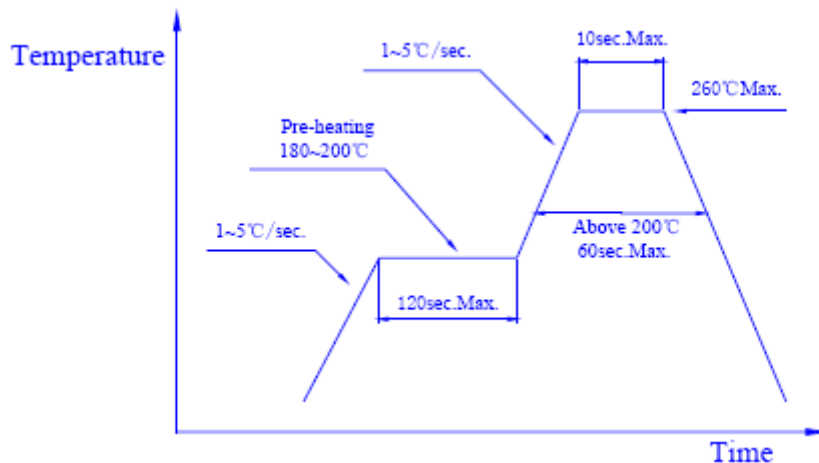 Temperature
1~5℃/sec.
10sec.Max.
260℃Max.
Pre-heating
180~200℃
1~5℃/sec.
Above 200℃
60sec.Max.
120sec.Max.
Time